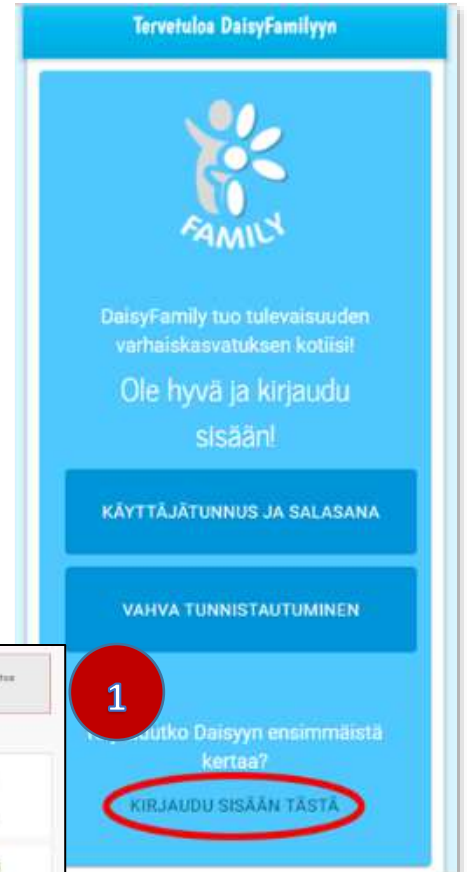 Tervetuloa DaisyFamilyyn
FAMILY
DaisyFamily tuo tulevaisuuden
varhaiskasvatuksen kotiisi!
Ole hyvä ja kirjaudu
sisään!
KÄYTTÄJÄTUNNUS JA SALASANA
VAHVA TUNNISTAUTUMINEN
1
Daisyyn ensimmäistä
kertaa?
KIRJAUDU SISÄÄN TÄSTÄ